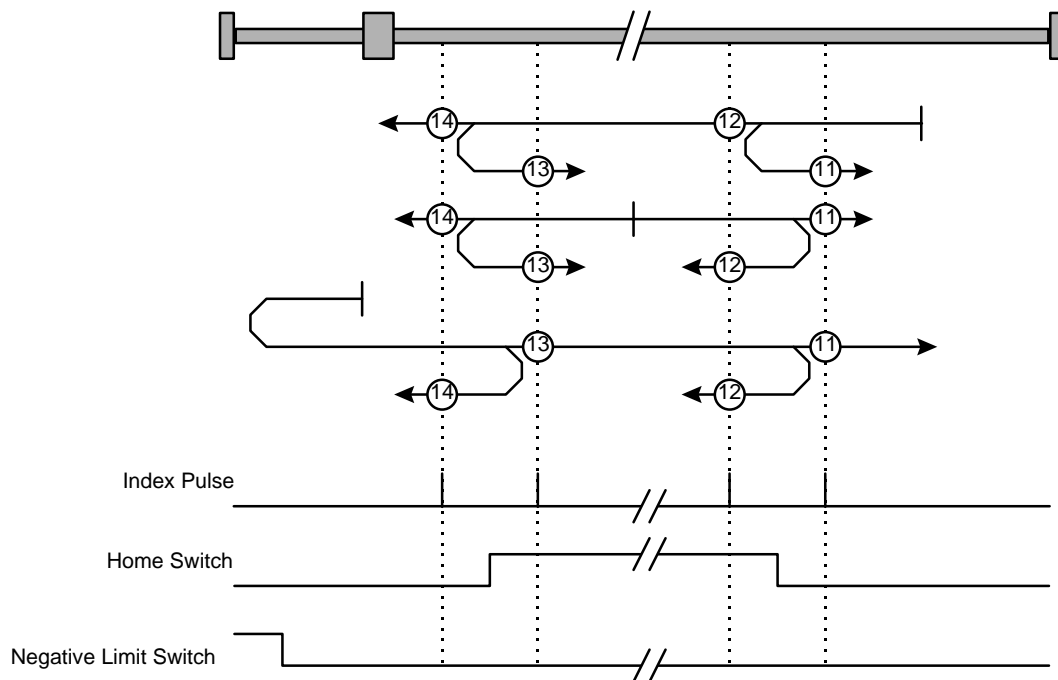 14 12
13 11
14 11
13 12
13 11
14 12
Index Pulse
Home Switch
Negative Limit Switch